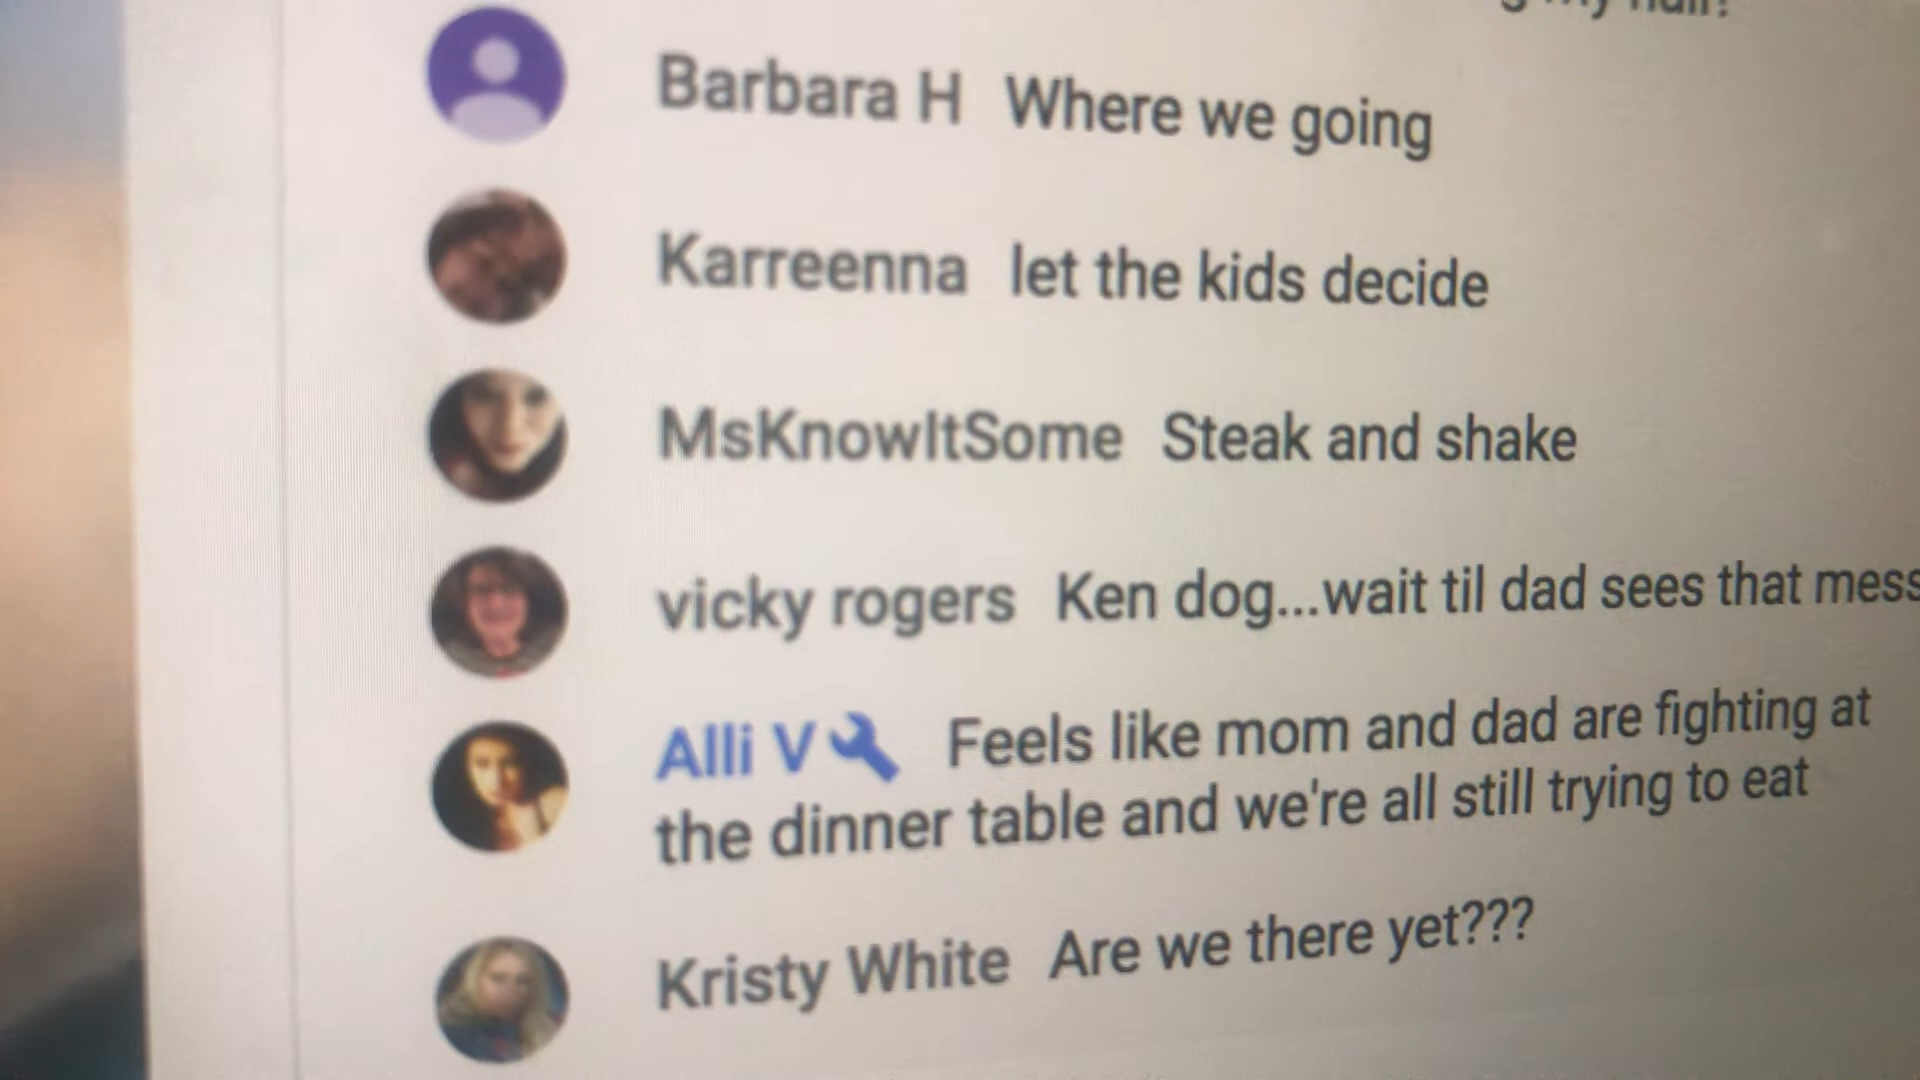 Barbara H Where we going
Karreenna let the kids decide
MsKnowItSome Steak and shake
vicky rogers Ken dog...wait til dad sees that mess
Alli V Feels like mom and dad are fighting at
the dinner table and we're all still trying to eat
Kristy White Are we there yet???